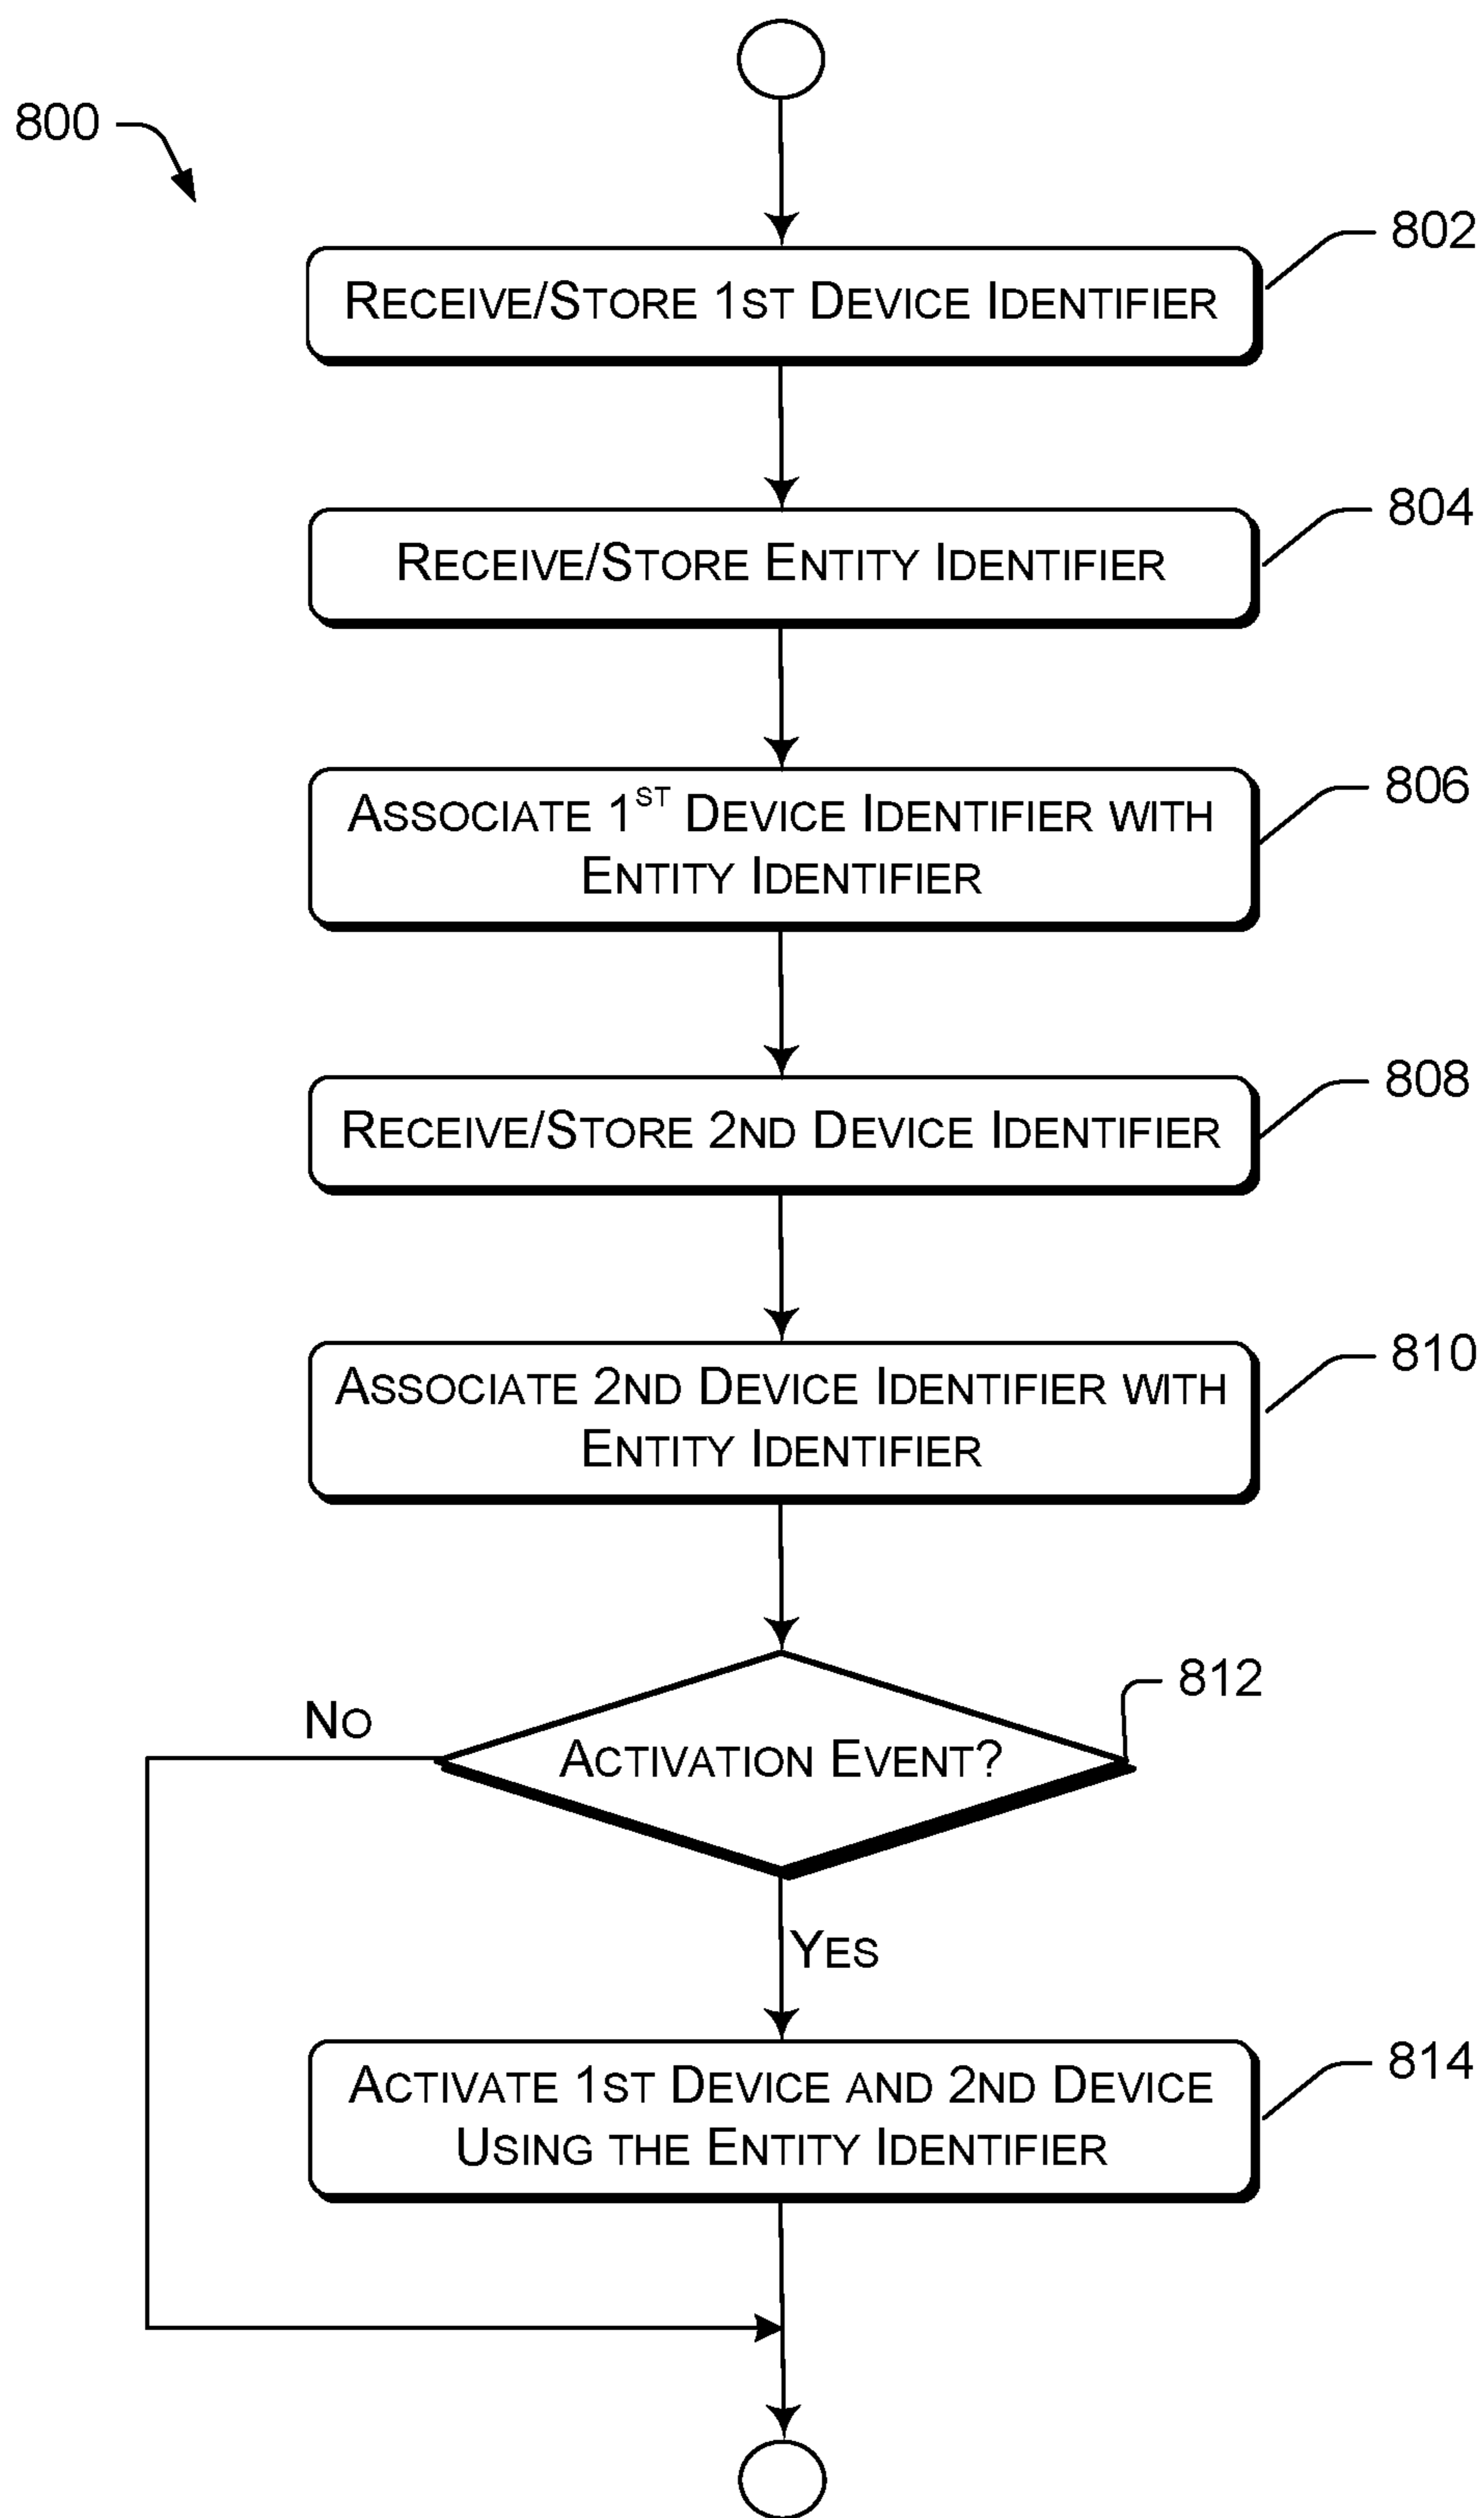 800
802
Receive/Store 1st Device Identifier
804
Receive/Store Entity Identifier
806
Associate 1st Device Identifier with
Entity Identifier
808
Receive/Store 2nd Device Identifier
810
Associate 2nd Device Identifier with
Entity Identifier
812
No
Activation Event?
Yes
814
Activate 1st Device and 2nd Device
Using the Entity Identifier